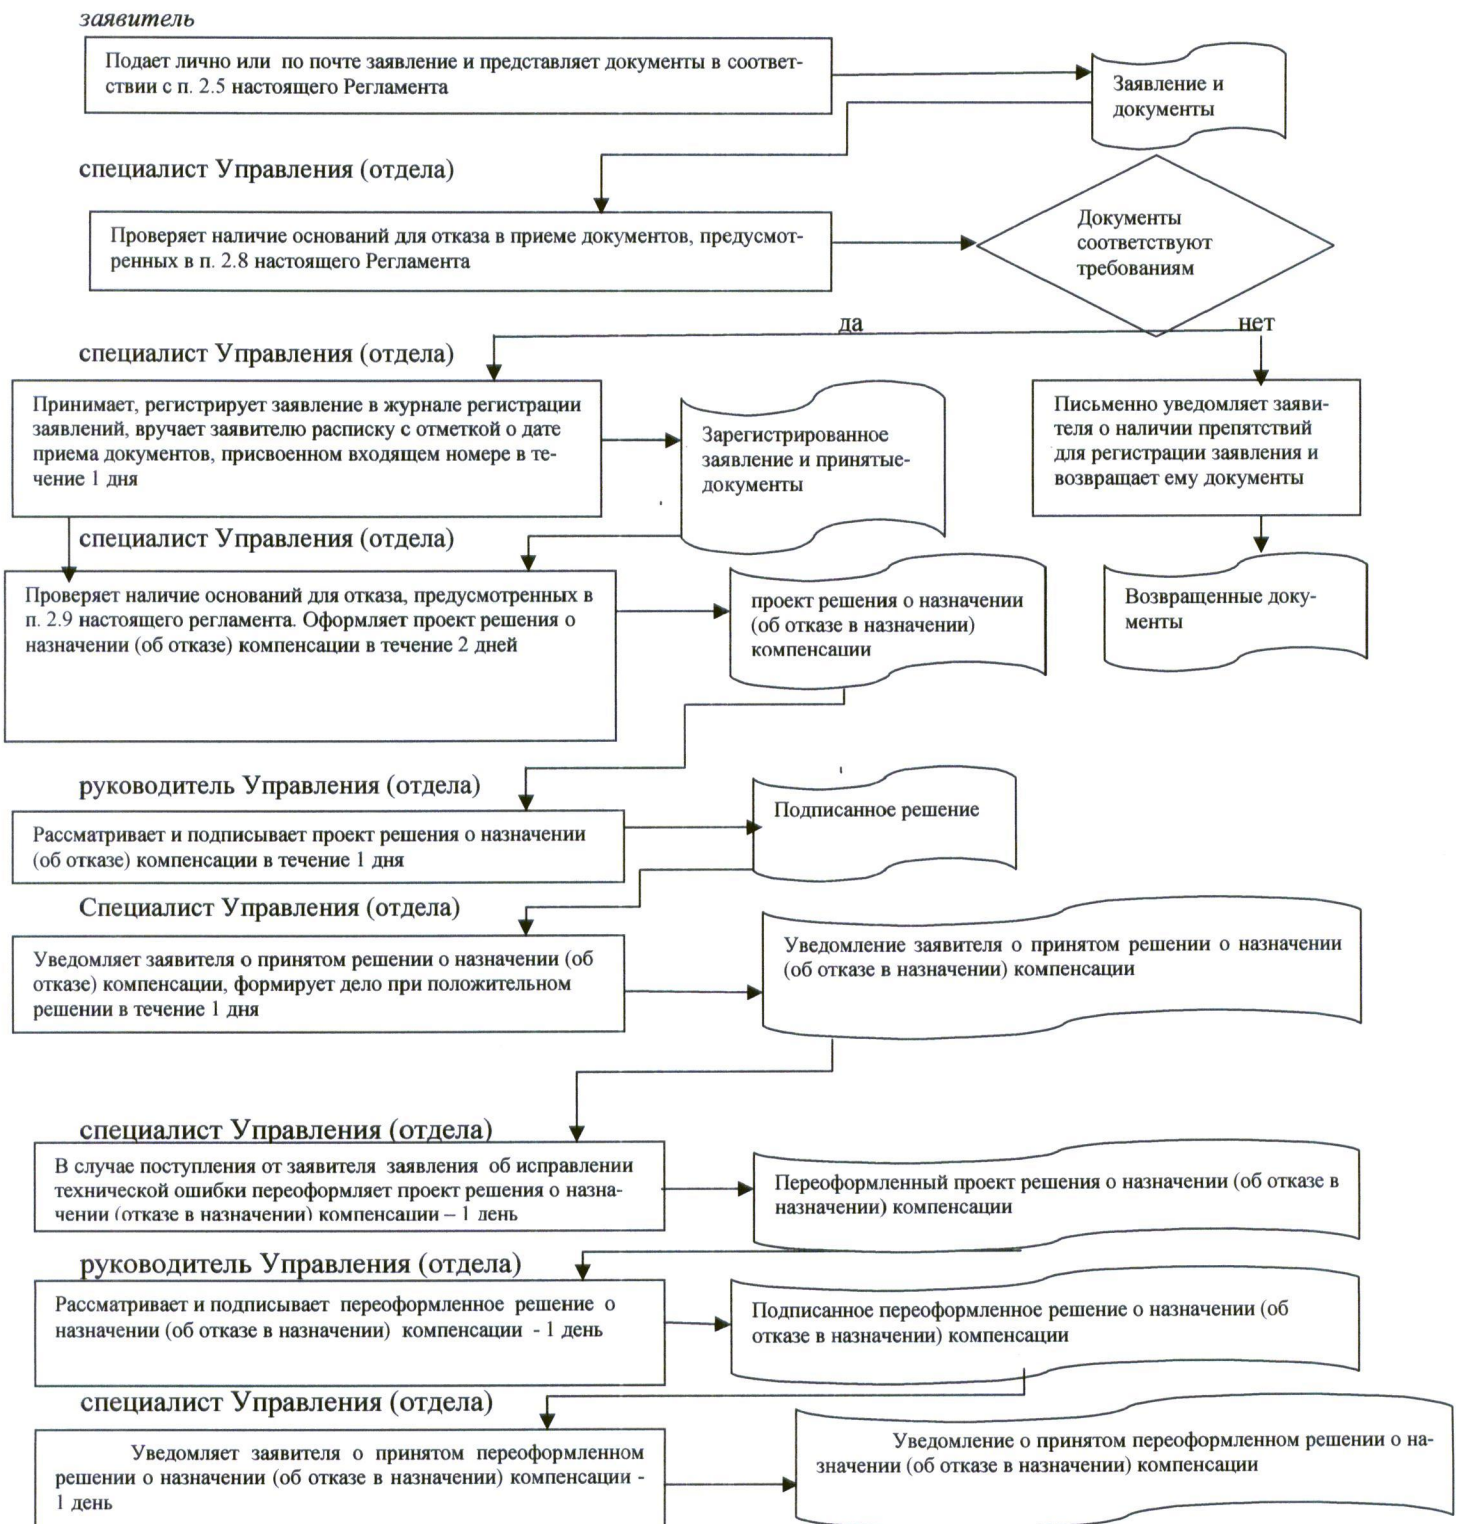 заявитель
Подает лично или по почте заявление и представляет документы в соответ-
ствии с п. 2.5 настоящего Регламента
Заявление и
документы
специалист Управления (отдела)
Проверяет наличие оснований для отказа в приеме документов, предусмот-
ренных в п. 2.8 настоящего Регламента
Документы
соответствуют
требованиям
да
нет
специалист Управления (отдела)
Принимает, регистрирует заявление в журнале регистрации
заявлений, вручает заявителю расписку с отметкой о дате
приема документов, присвоенном входящем номере в те-
чение 1 дня
Зарегистрированное
заявление и принятые-
документы
Письменно уведомляет заяви-
теля о наличии препятствий
для регистрации заявления и
возвращает ему документы
специалист Управления (отдела)
Проверяет наличие оснований для отказа, предусмотренных в
п. 2.9 настоящего регламента. Оформляет проект решения о
назначении (об отказе) компенсации в течение 2 дней
проект решения о назначении
(об отказе в назначении)
компенсации
Возвращенные доку-
менты
руководитель Управления (отдела)
Рассматривает и подписывает проект решения о назначении
(об отказе) компенсации в течение 1 дня
Подписанное решение
Специалист Управления (отдела)
Уведомляет заявителя о принятом решении о назначении (об
отказе) компенсации, формирует дело при положительном
решении в течение 1 дня
Уведомление заявителя о принятом решении о назначении
(об отказе в назначении) компенсации
специалист Управления (отдела)
В случае поступления от заявителя заявления об исправлении
технической ошибки переоформляет проект решения о назна-
чении (отказе в назначении) компенсации – 1 день
Переоформленный проект решения о назначении (об отказе в
назначении) компенсации
руководитель Управления (отдела)
Рассматривает и подписывает переоформленное решение о
назначении (об отказе в назначении) компенсации - 1 день
Подписанное переоформленное решение о назначении (об
отказе в назначении) компенсации
специалист Управления (отдела)
Уведомляет заявителя о принятом переоформленном
решении о назначении (об отказе в назначении) компенсации -
1 день
Уведомление о принятом переоформленном решении о на-
значении (об отказе в назначении) компенсации